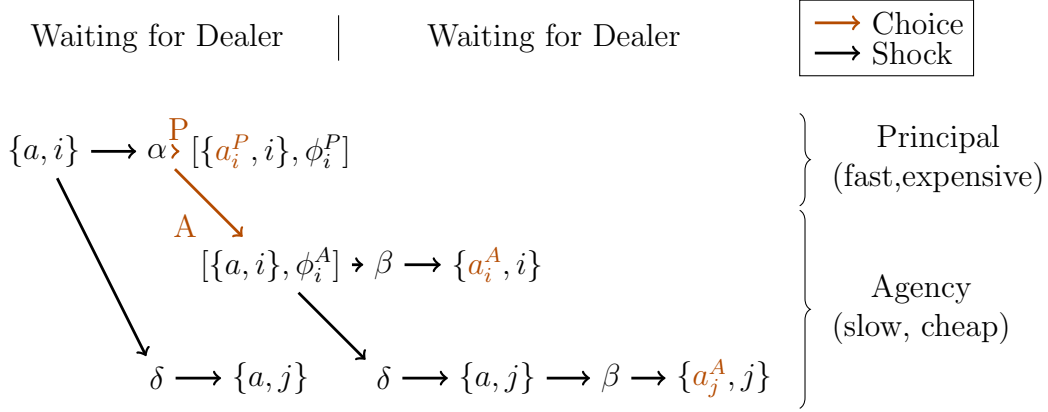 Waiting for Dealer | Waiting for Dealer
Choice
Shock
P
{a, i} → α → [{a_i^P, i}, ϕ_i^P]
Principal
(fast,expensive)
A
[{a, i}, ϕ_i^A] → β → {a_i^A, i}
Agency
(slow, cheap)
δ → {a, j} δ → {a, j} → β → {a_j^A, j}